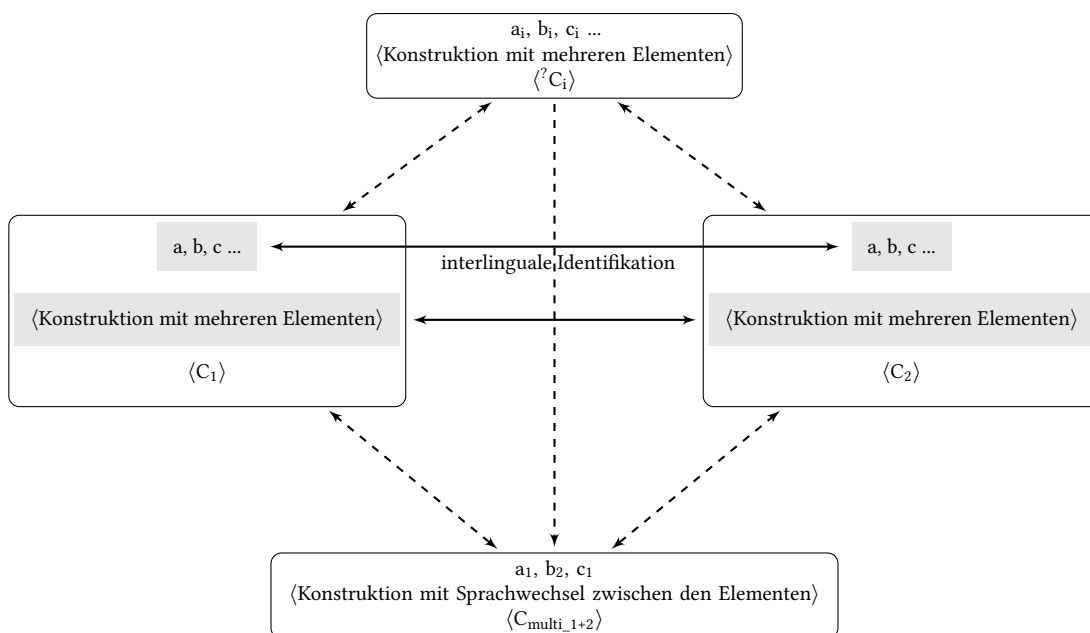 aᵢ, bᵢ, cᵢ ...
⟨Konstruktion mit mehreren Elementen⟩
⟨?Cᵢ⟩
a, b, c ...
a, b, c ...
interlinguale Identifikation
⟨Konstruktion mit mehreren Elementen⟩
⟨Konstruktion mit mehreren Elementen⟩
⟨C₁⟩
⟨C₂⟩
a₁, b₂, c₁
⟨Konstruktion mit Sprachwechsel zwischen den Elementen⟩
⟨Cmulti_1+2⟩